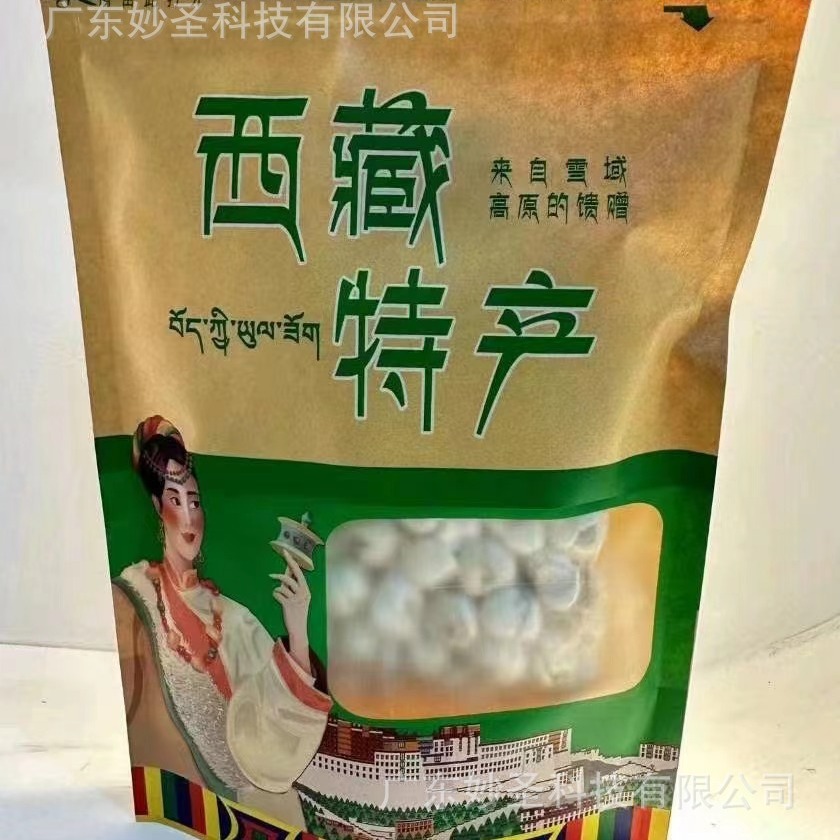 广东妙圣科技有限公司
西藏
来自雪域
高原的馈赠
བོད་ཀྱི་ཡུལ་ཟོག
特产
广东妙圣科技有限公司